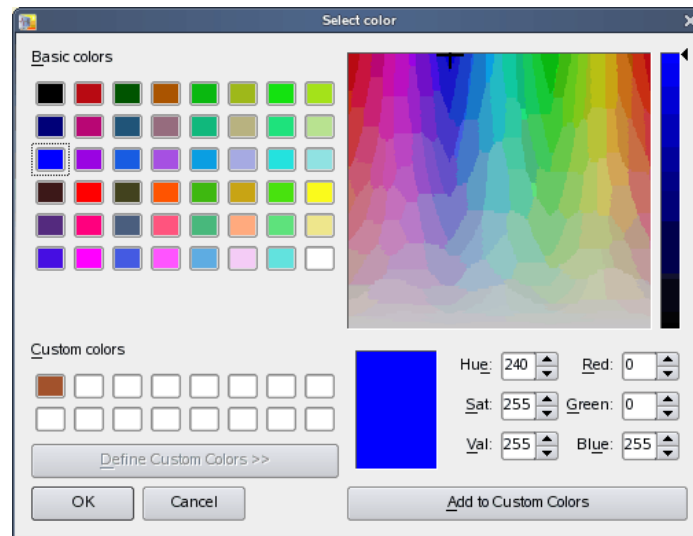 Select color
Basic colors
Custom colors
Define Custom Colors >>
OK Cancel
Hue: 240 Red: 0
Sat: 255 Green: 0
Val: 255 Blue: 255
Add to Custom Colors